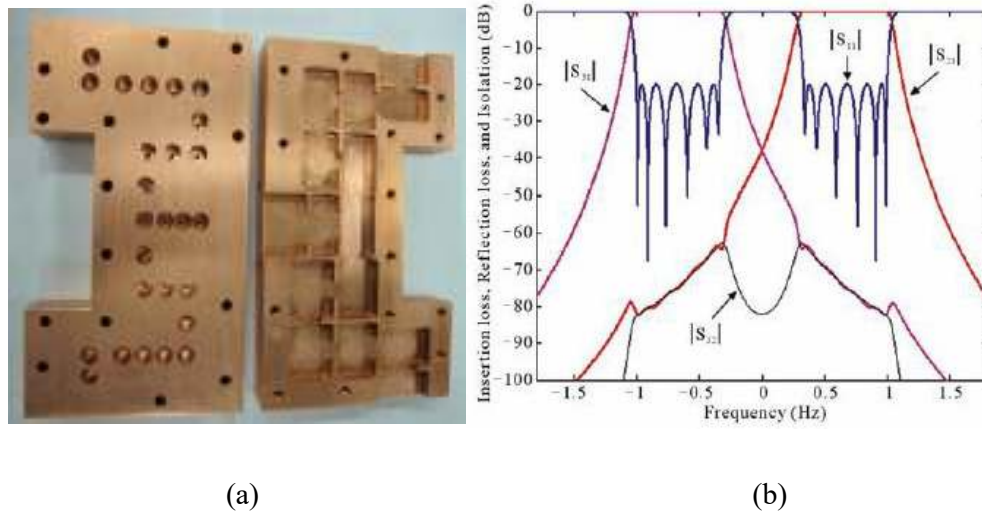 Insertion loss, Reflection loss, and Isolation (dB)
0
−10
−20
−30
−40
−50
−60
−70
−80
−90
−100
|S₃₁|
|S₁₁|
|S₂₁|
|S₃₂|
−1.5
−1
−0.5
0
0.5
1
1.5
Frequency (Hz)
(a)
(b)